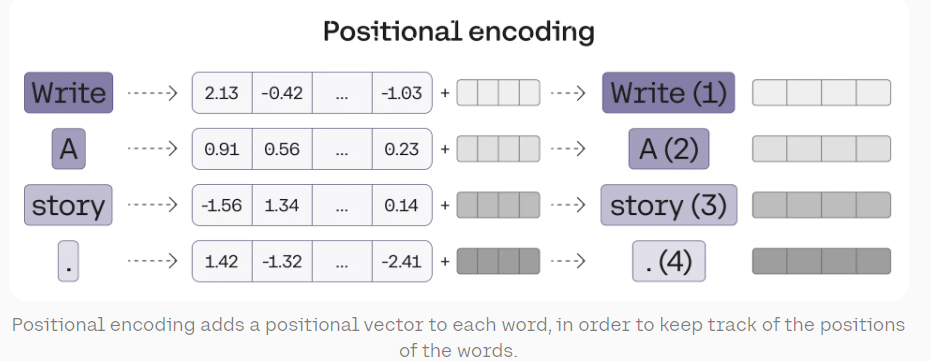 Positional encoding
Write 2.13 -0.42 ... -1.03 + Write (1)
A 0.91 0.56 ... 0.23 + A (2)
story -1.56 1.34 ... 0.14 + story (3)
. 1.42 -1.32 ... -2.41 + . (4)
Positional encoding adds a positional vector to each word, in order to keep track of the positions
of the words.